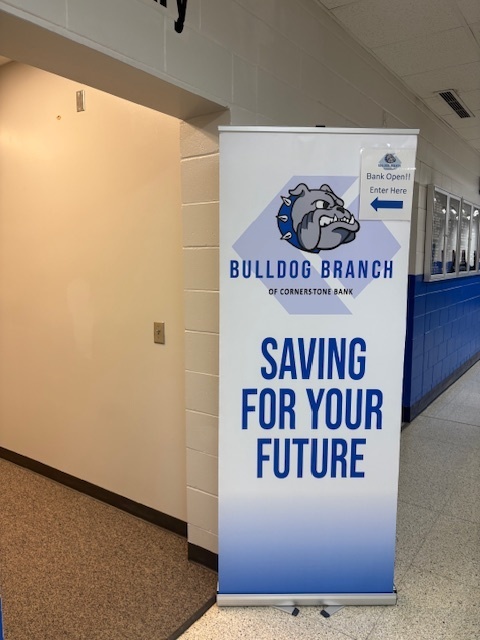 Bank Open!!
Enter Here
BULLDOG BRANCH
OF CORNERSTONE BANK
SAVING
FOR YOUR
FUTURE